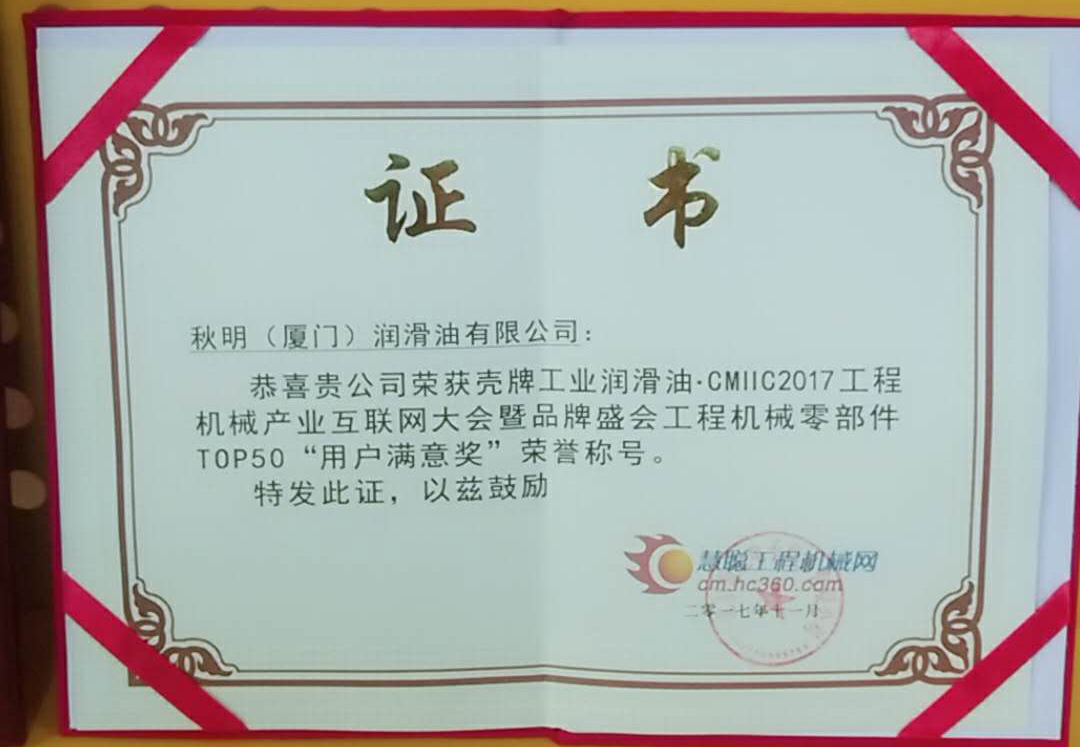 证书
秋明（厦门）润滑油有限公司：
恭喜贵公司荣获壳牌工业润滑油·CMIIC2017工程
机械产业互联网大会暨品牌盛会工程机械零部件
TOP50“用户满意奖”荣誉称号。
特发此证，以兹鼓励
慧聪工程机械网
cm.hc360.com
二零一七年十一月